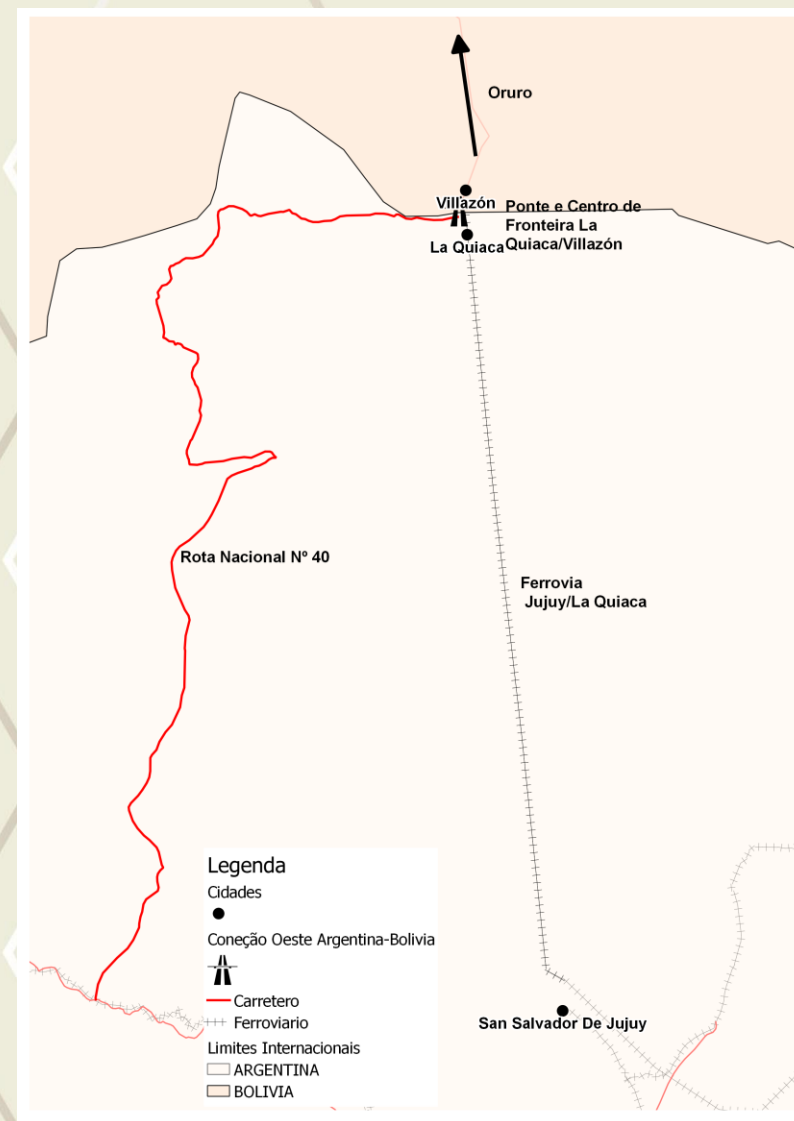 Oruro
Villazón
Ponte e Centro de
Fronteira La
Quiaca/Villazón
La Quiaca
Rota Nacional Nº 40
Ferrovia
Jujuy/La Quiaca
Legenda
Cidades
Coneção Oeste Argentina-Bolivia
Carretero
Ferroviario
Limites Internacionais
ARGENTINA
BOLIVIA
San Salvador De Jujuy